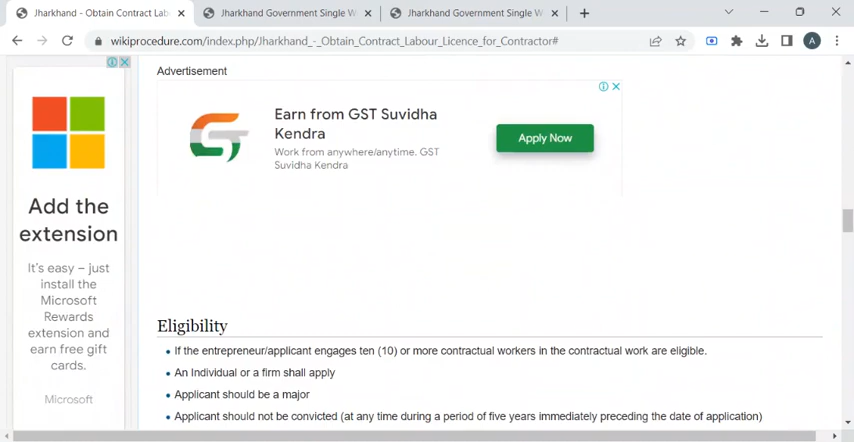 Jharkhand - Obtain Contract Lab
Jharkhand Government Single W
Jharkhand Government Single W
wikiprocedure.com/index.php/Jharkhand_-_Obtain_Contract_Labour_Licence_for_Contractor#
A
Advertisement
Earn from GST Suvidha
Kendra
Work from anywhere/anytime. GST
Suvidha Kendra
Apply Now
Add the
extension
It's easy – just
install the
Microsoft
Rewards
extension and
earn free gift
cards.
Microsoft
Eligibility
• If the entrepreneur/applicant engages ten (10) or more contractual workers in the contractual work are eligible.
• An Individual or a firm shall apply
• Applicant should be a major
• Applicant should not be convicted (at any time during a period of five years immediately preceding the date of application)